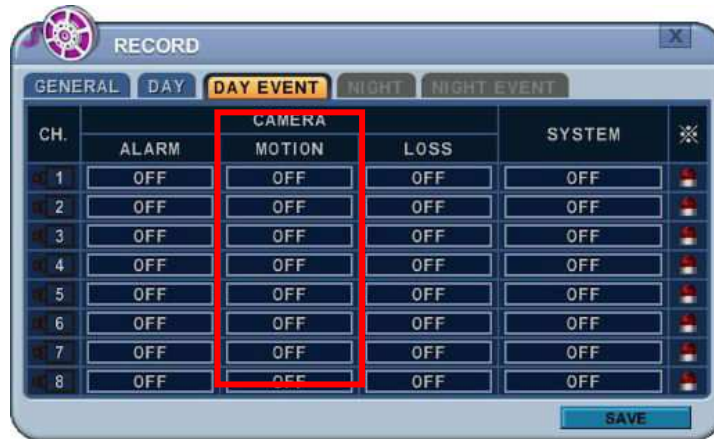 RECORD
X
GENERAL DAY DAY EVENT NIGHT NIGHT EVENT
CH. CAMERA SYSTEM ※
ALARM MOTION LOSS
1 OFF OFF OFF OFF
2 OFF OFF OFF OFF
3 OFF OFF OFF OFF
4 OFF OFF OFF OFF
5 OFF OFF OFF OFF
6 OFF OFF OFF OFF
7 OFF OFF OFF OFF
8 OFF OFF OFF OFF
SAVE